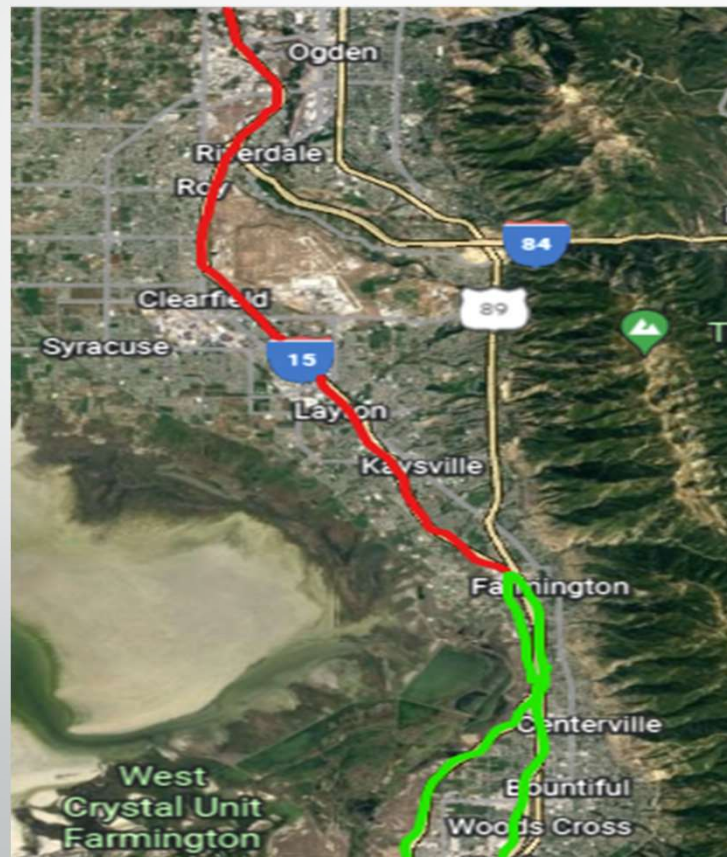 Ogden
Riverdale
Roy
84
Clearfield
89
Syracuse
15
T
Layton
Kaysville
Farmington
Centerville
West
Crystal Unit
Farmington
Bountiful
Woods Cross